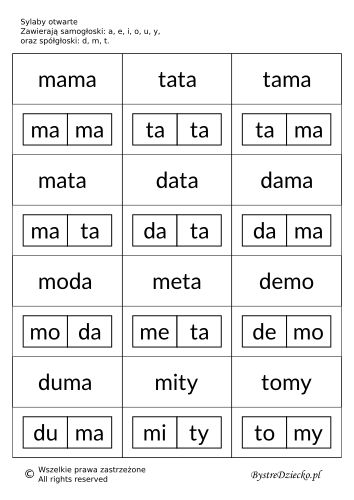 Sylaby otwarte
Zawierają samogłoski: a, e, i, o, u, y,
oraz spółgłoski: d, m, t.
mama tata tama
ma ma ta ta ta ma
mata data dama
ma ta da ta da ma
moda meta demo
mo da me ta de mo
duma mity tomy
du ma mi ty to my
© Wszelkie prawa zastrzeżone
All rights reserved
BystreDziecko.pl